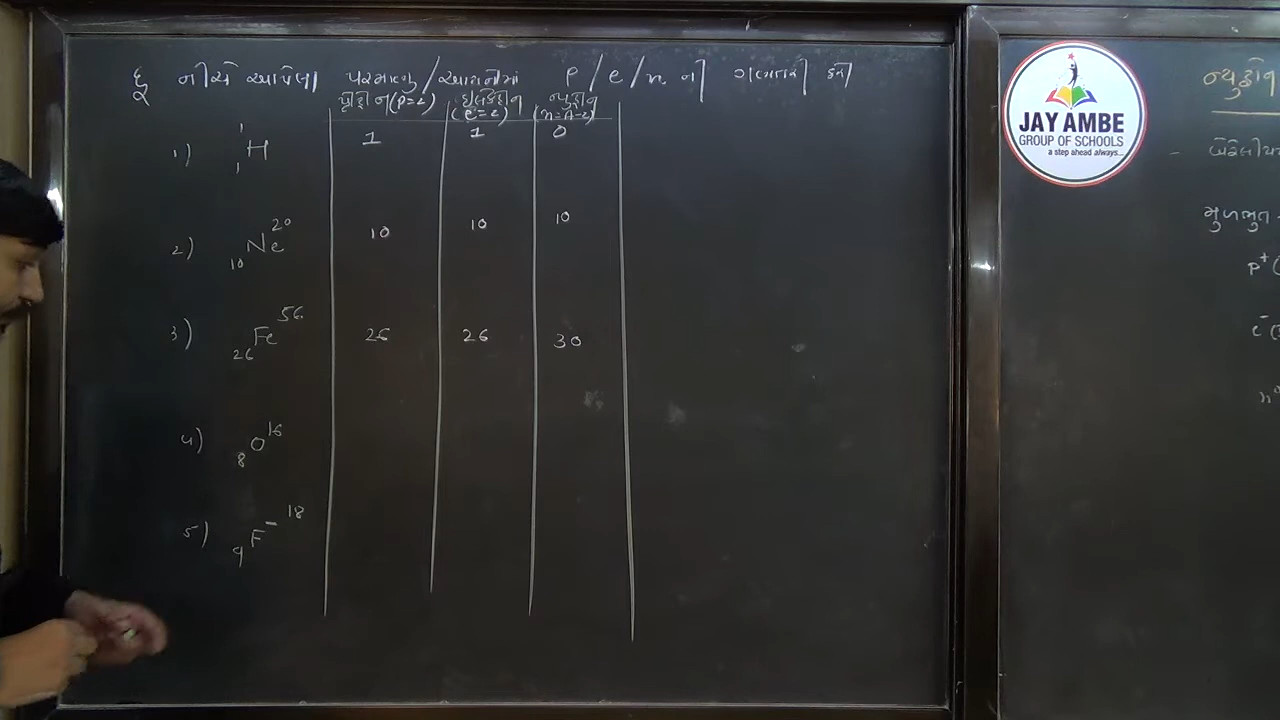 નીચે આપેલા પરમાણુ/આયનોમાં P/e/n ની ગણતરી કરો
પ્રોટોન (P=Z) ઇલેક્ટ્રોન (e=Z) ન્યુટ્રોન (n=A-Z)
1) ₁H¹ 1 1 0
2) ₁₀Ne²⁰ 10 10 10
3) ₂₆Fe⁵⁶ 26 26 30
4) ₈O¹⁶
5) ₉F⁻ ¹⁸
JAY AMBE
GROUP OF SCHOOLS
a step ahead always...
ન્યુટ્રોન
મુળભુત
P⁺
e⁻